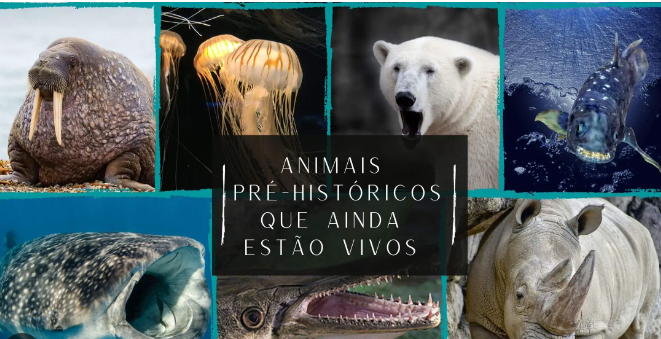 ANIMAIS
PRÉ-HISTÓRICOS
QUE AINDA
ESTÃO VIVOS